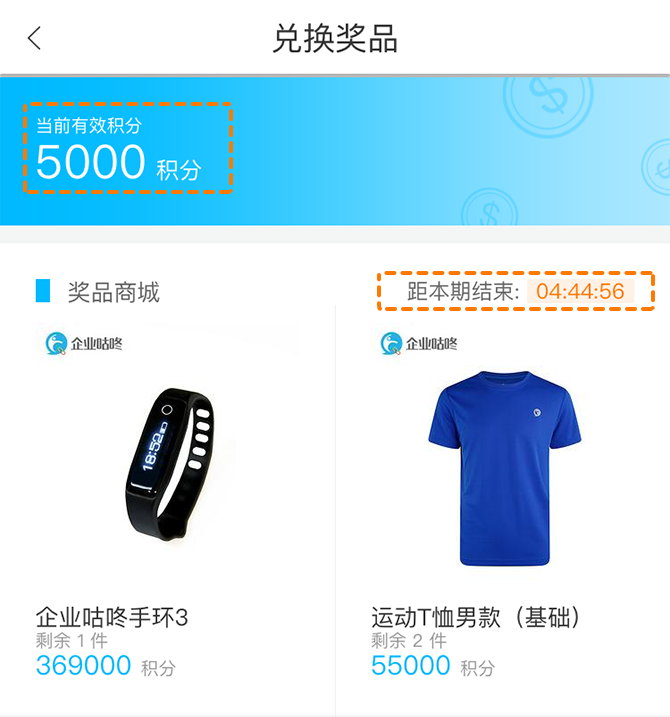 兑换奖品
当前有效积分
5000 积分
奖品商城
距本期结束: 04:44:56
企业咕咚
企业咕咚
18:52
企业咕咚手环3
剩余 1 件
369000 积分
运动T恤男款（基础）
剩余 2 件
55000 积分